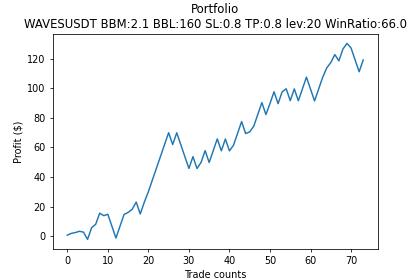 Portfolio
WAVESUSDT BBM:2.1 BBL:160 SL:0.8 TP:0.8 lev:20 WinRatio:66.0
Profit ($)
120
100
80
60
40
20
0
0 10 20 30 40 50 60 70
Trade counts